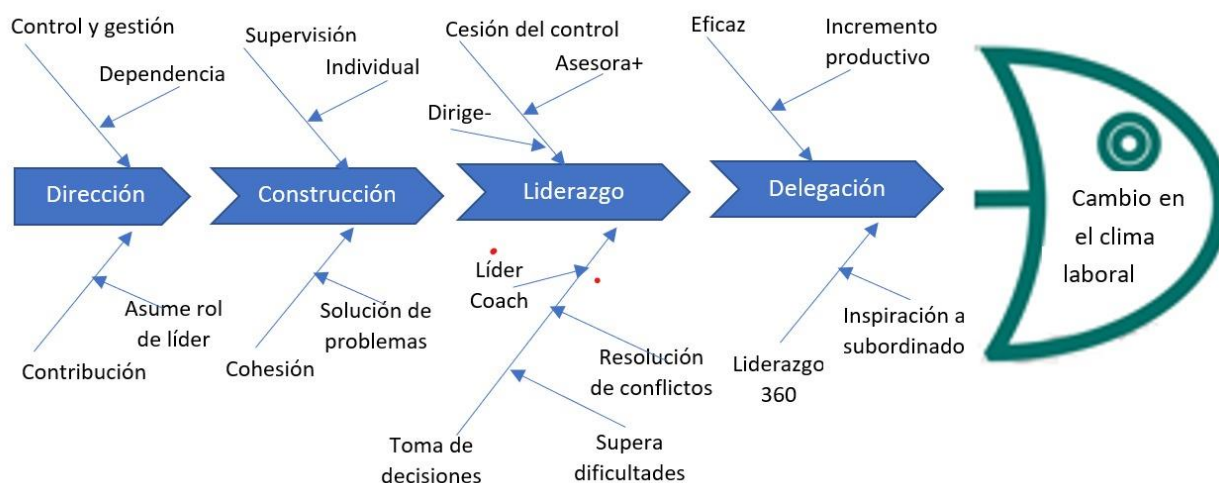 Control y gestión
Dependencia
Supervisión
Individual
Cesión del control
Asesora+
Dirige-
Eficaz
Incremento
productivo
Dirección
Construcción
Liderazgo
Delegación
Cambio en
el clima
laboral
Asume rol
de líder
Contribución
Solución de
problemas
Cohesión
Líder
Coach
Resolución
de conflictos
Toma de
decisiones
Supera
dificultades
Inspiración a
subordinado
Liderazgo
360